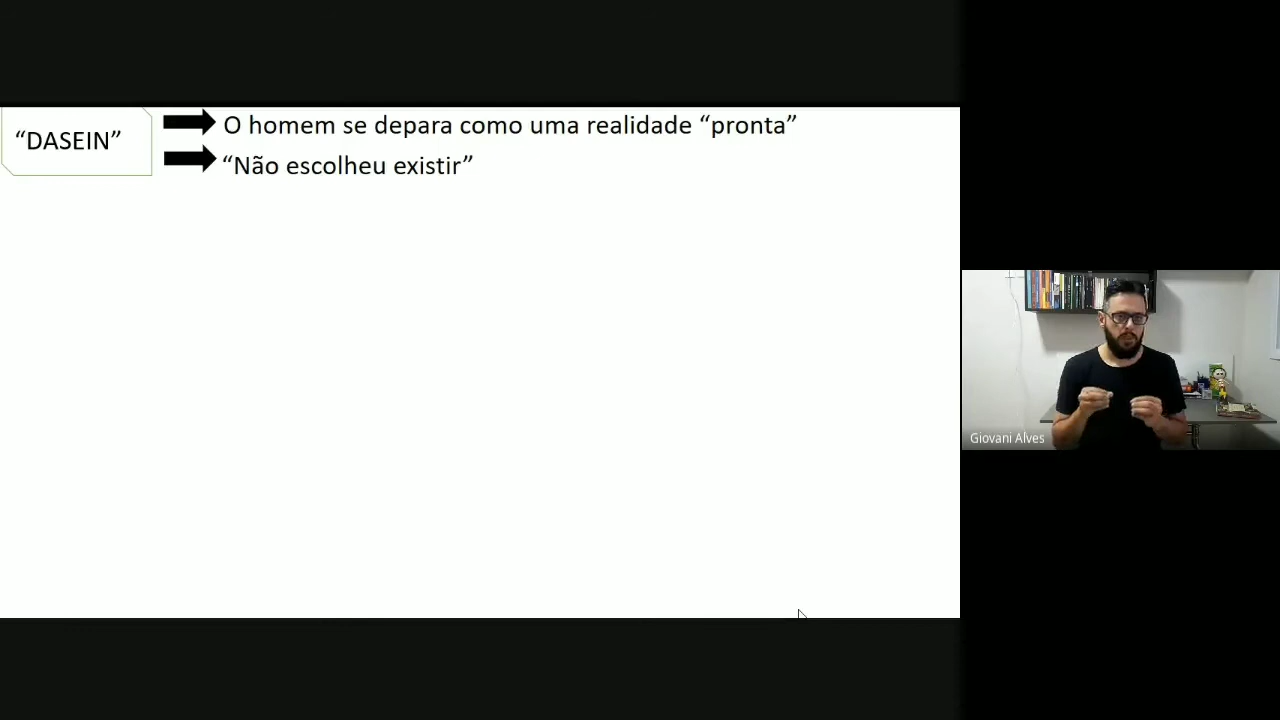 “DASEIN”
O homem se depara como uma realidade “pronta”
“Não escolheu existir”
Giovani Alves